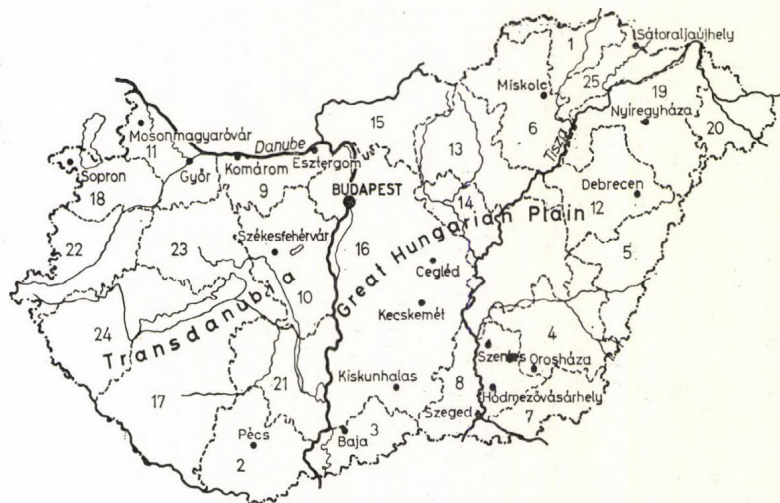 1
Sátoraljaújhely
25
Miskolc
19
Mosonmagyaróvár
15
6
Tisza
Nyíregyháza
20
11
Danube
13
Esztergom
Sopron
Győr
Komárom
18
9
BUDAPEST
14
12
Debrecen
22
23
Székesfehérvár
16
5
Great Hungarian Plain
Cegléd
10
Kecskemét
24
Transdanubia
4
Szentes
Orosháza
17
21
Kiskunhalas
8
Hódmezővásárhely
Szeged
7
Pécs
2
Baja
3